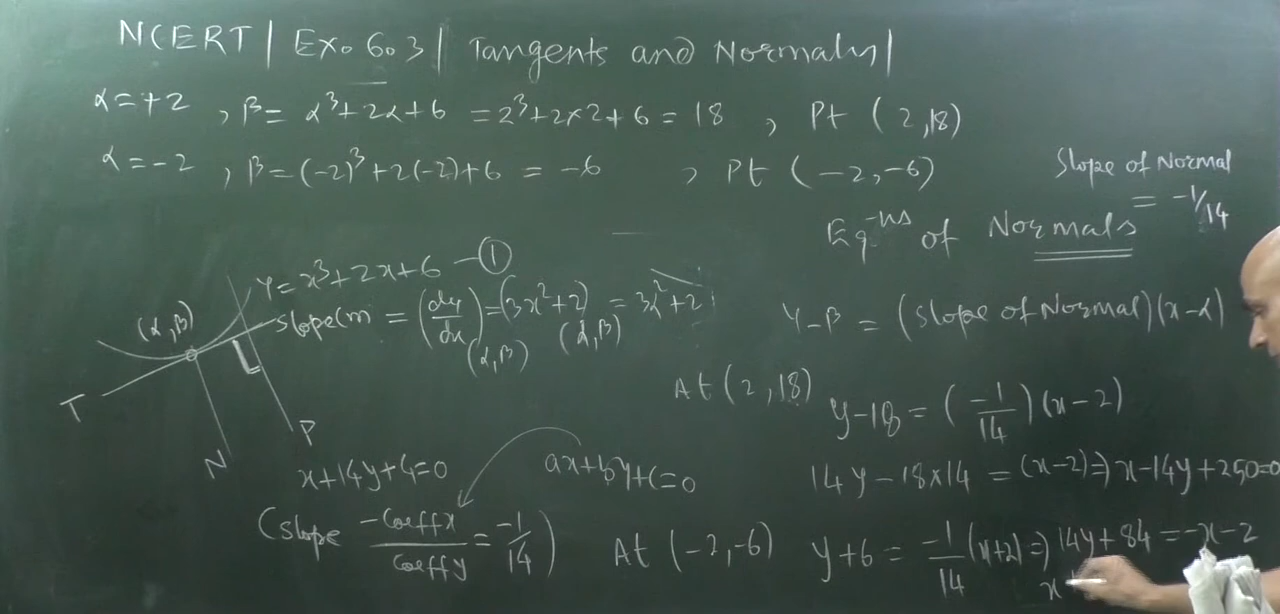 NCERT | Ex. 6.3 | Tangents and Normals |
α=+2 , β= α³+2α+6 = 2³+2×2+6 = 18 , Pt (2,18)
α=-2 , β=(-2)³+2(-2)+6 = -6 , Pt (-2,-6)
Slope of Normal
= -1/14
Eq-ns of Normals
y=x³+2x+6 —①
slope(m = (dy/dx)(α,β) = (3x²+2)(α,β) = 3α²+2
(α,β)
T
N
P
y-β = (slope of Normal)(x-α)
At (2,18) y-18 = (-1/14)(x-2)
x+14y+4=0
ax+by+c=0
14y-18×14 = (x-2)⇒ x-14y+250=0
(slope -Coeffx/Coeffy = -1/14)
At (-2,-6) y+6 = -1/14 (x+2)⇒ 14y+84=-x-2
x+